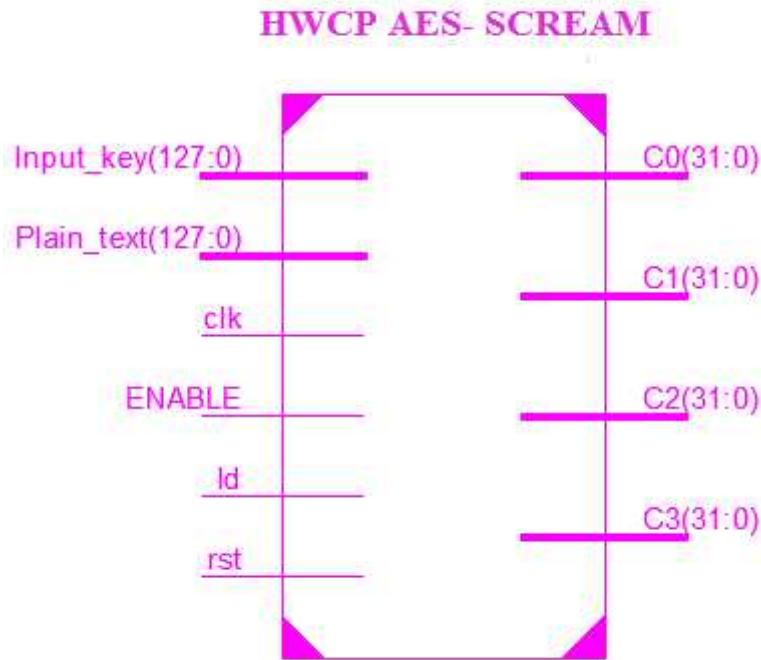 HWCP AES- SCREAM
Input_key(127:0)
C0(31:0)
Plain_text(127:0)
C1(31:0)
clk
ENABLE
C2(31:0)
ld
C3(31:0)
rst